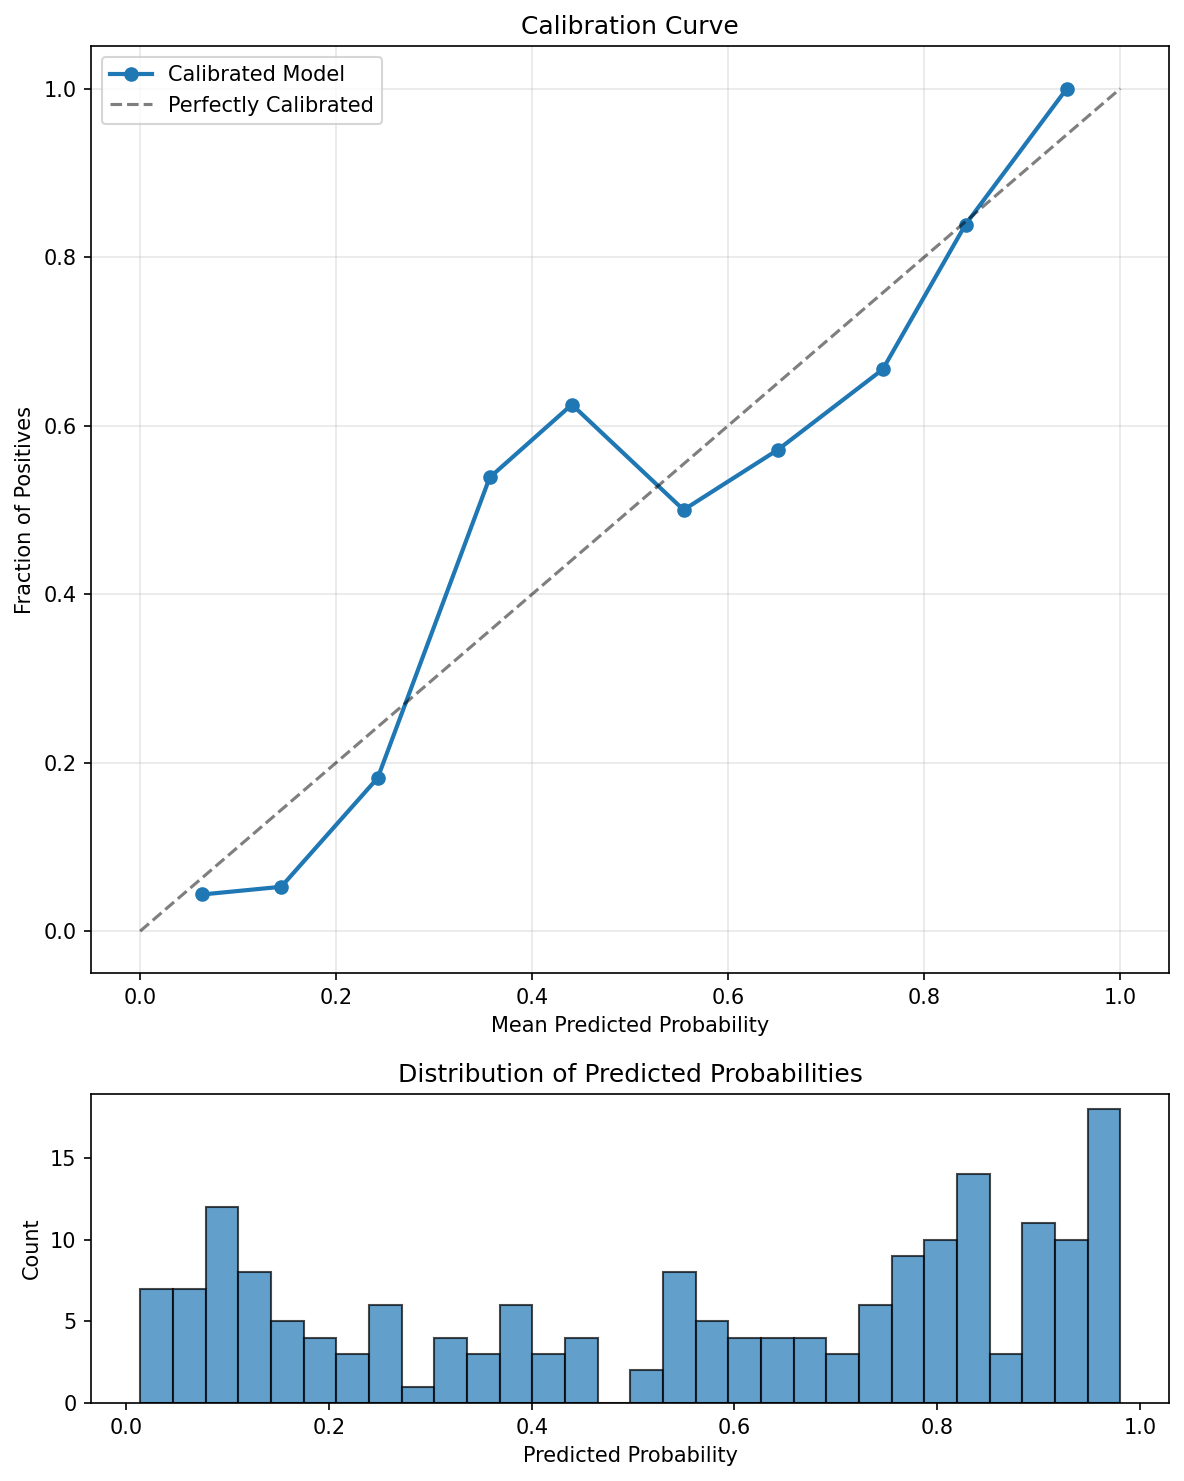 Calibration Curve
Calibrated Model
Perfectly Calibrated
1.0
0.8
0.6
0.4
0.2
0.0
Fraction of Positives
0.0 0.2 0.4 0.6 0.8 1.0
Mean Predicted Probability
Distribution of Predicted Probabilities
15
10
5
0
Count
0.0 0.2 0.4 0.6 0.8 1.0
Predicted Probability